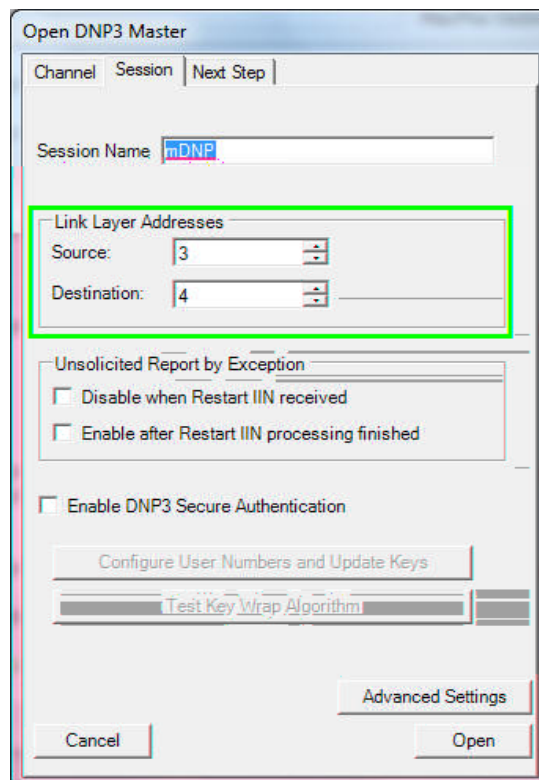 Open DNP3 Master
Channel Session Next Step
Session Name mDNP
Link Layer Addresses
Source: 3
Destination: 4
Unsolicited Report by Exception
Disable when Restart IIN received
Enable after Restart IIN processing finished
Enable DNP3 Secure Authentication
Configure User Numbers and Update Keys
Test Key Wrap Algorithm
Advanced Settings
Cancel Open